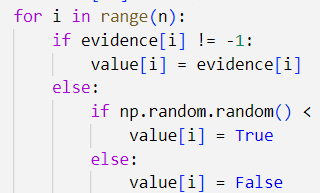 for i in range(n):
    if evidence[i] != -1:
        value[i] = evidence[i]
    else:
        if np.random.random() <
            value[i] = True
        else:
            value[i] = False